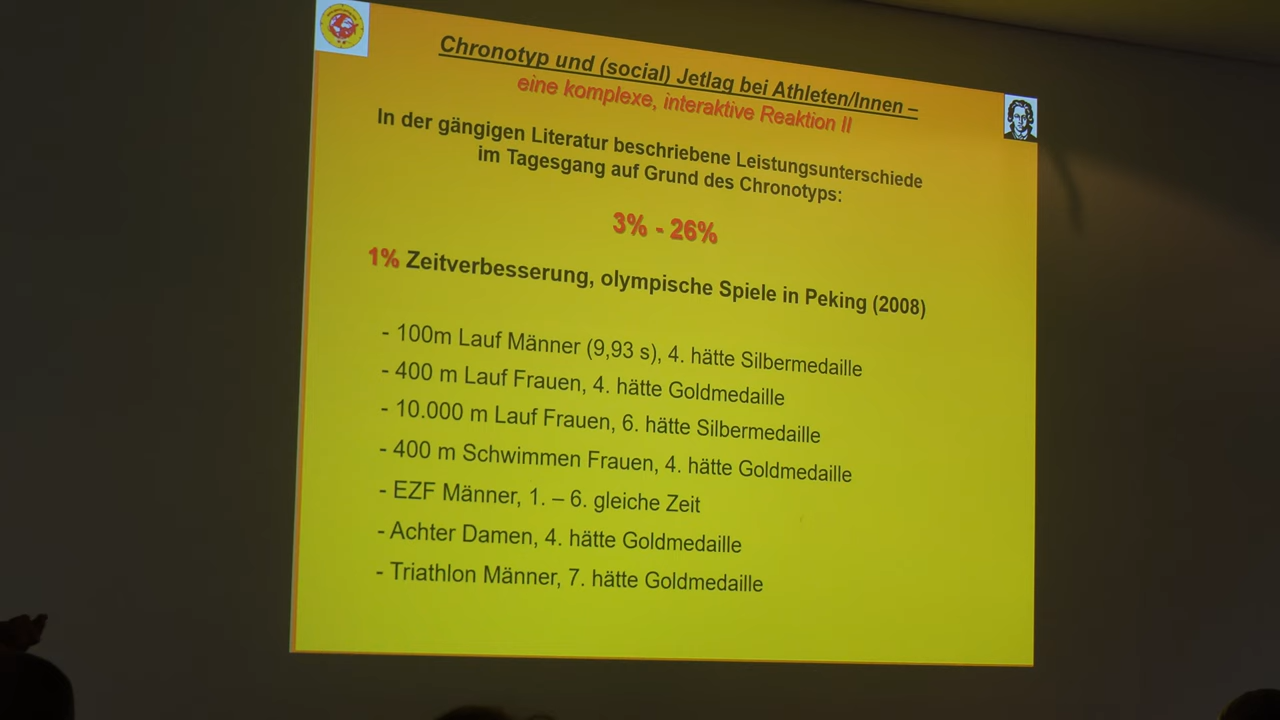 Chronotyp und (social) Jetlag bei Athleten/Innen –
eine komplexe, interaktive Reaktion II
In der gängigen Literatur beschriebene Leistungsunterschiede
im Tagesgang auf Grund des Chronotyps:
3% - 26%
1% Zeitverbesserung, olympische Spiele in Peking (2008)
- 100m Lauf Männer (9,93 s), 4. hätte Silbermedaille
- 400 m Lauf Frauen, 4. hätte Goldmedaille
- 10.000 m Lauf Frauen, 6. hätte Silbermedaille
- 400 m Schwimmen Frauen, 4. hätte Goldmedaille
- EZF Männer, 1. – 6. gleiche Zeit
- Achter Damen, 4. hätte Goldmedaille
- Triathlon Männer, 7. hätte Goldmedaille